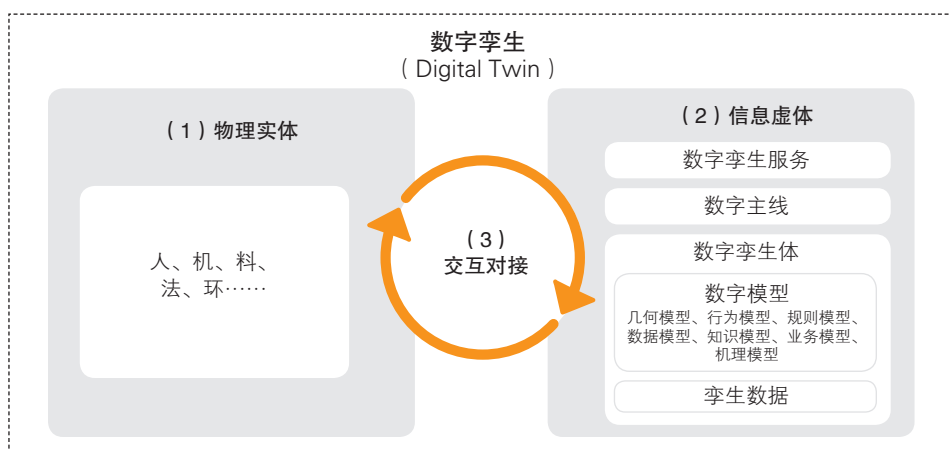 数字孪生
（Digital Twin）
（1）物理实体
人、机、料、
法、环……
（3）
交互对接
（2）信息虚体
数字孪生服务
数字主线
数字孪生体
数字模型
几何模型、行为模型、规则模型、
数据模型、知识模型、业务模型、
机理模型
孪生数据